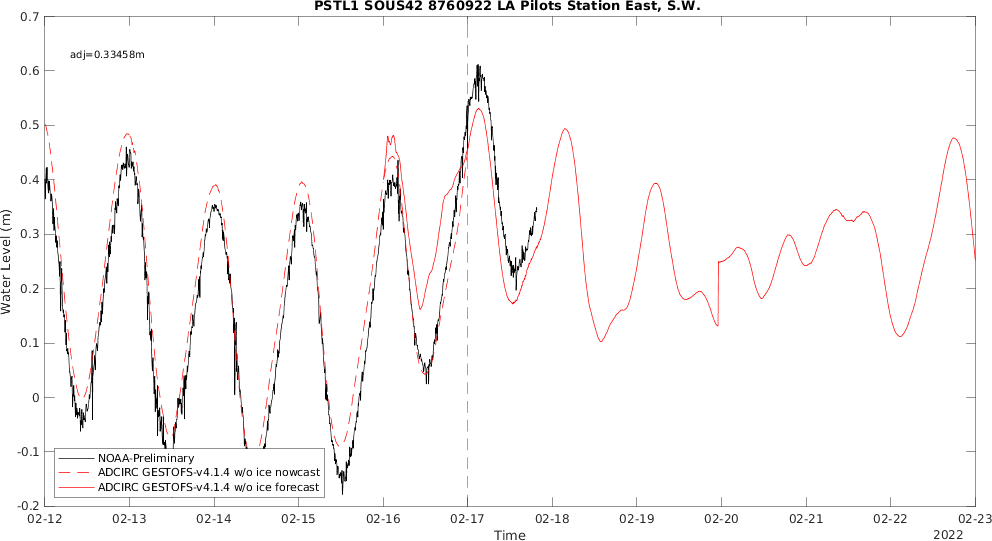 PSTL1 SOUS42 8760922 LA Pilots Station East, S.W.
0.7
adj=0.33458m
0.6
0.5
0.4
0.3
0.2
0.1
0
-0.1
-0.2
Water Level (m)
NOAA-Preliminary
ADCIRC GESTOFS-v4.1.4 w/o ice nowcast
ADCIRC GESTOFS-v4.1.4 w/o ice forecast
02-12 02-13 02-14 02-15 02-16 02-17 02-18 02-19 02-20 02-21 02-22 02-23
Time
2022